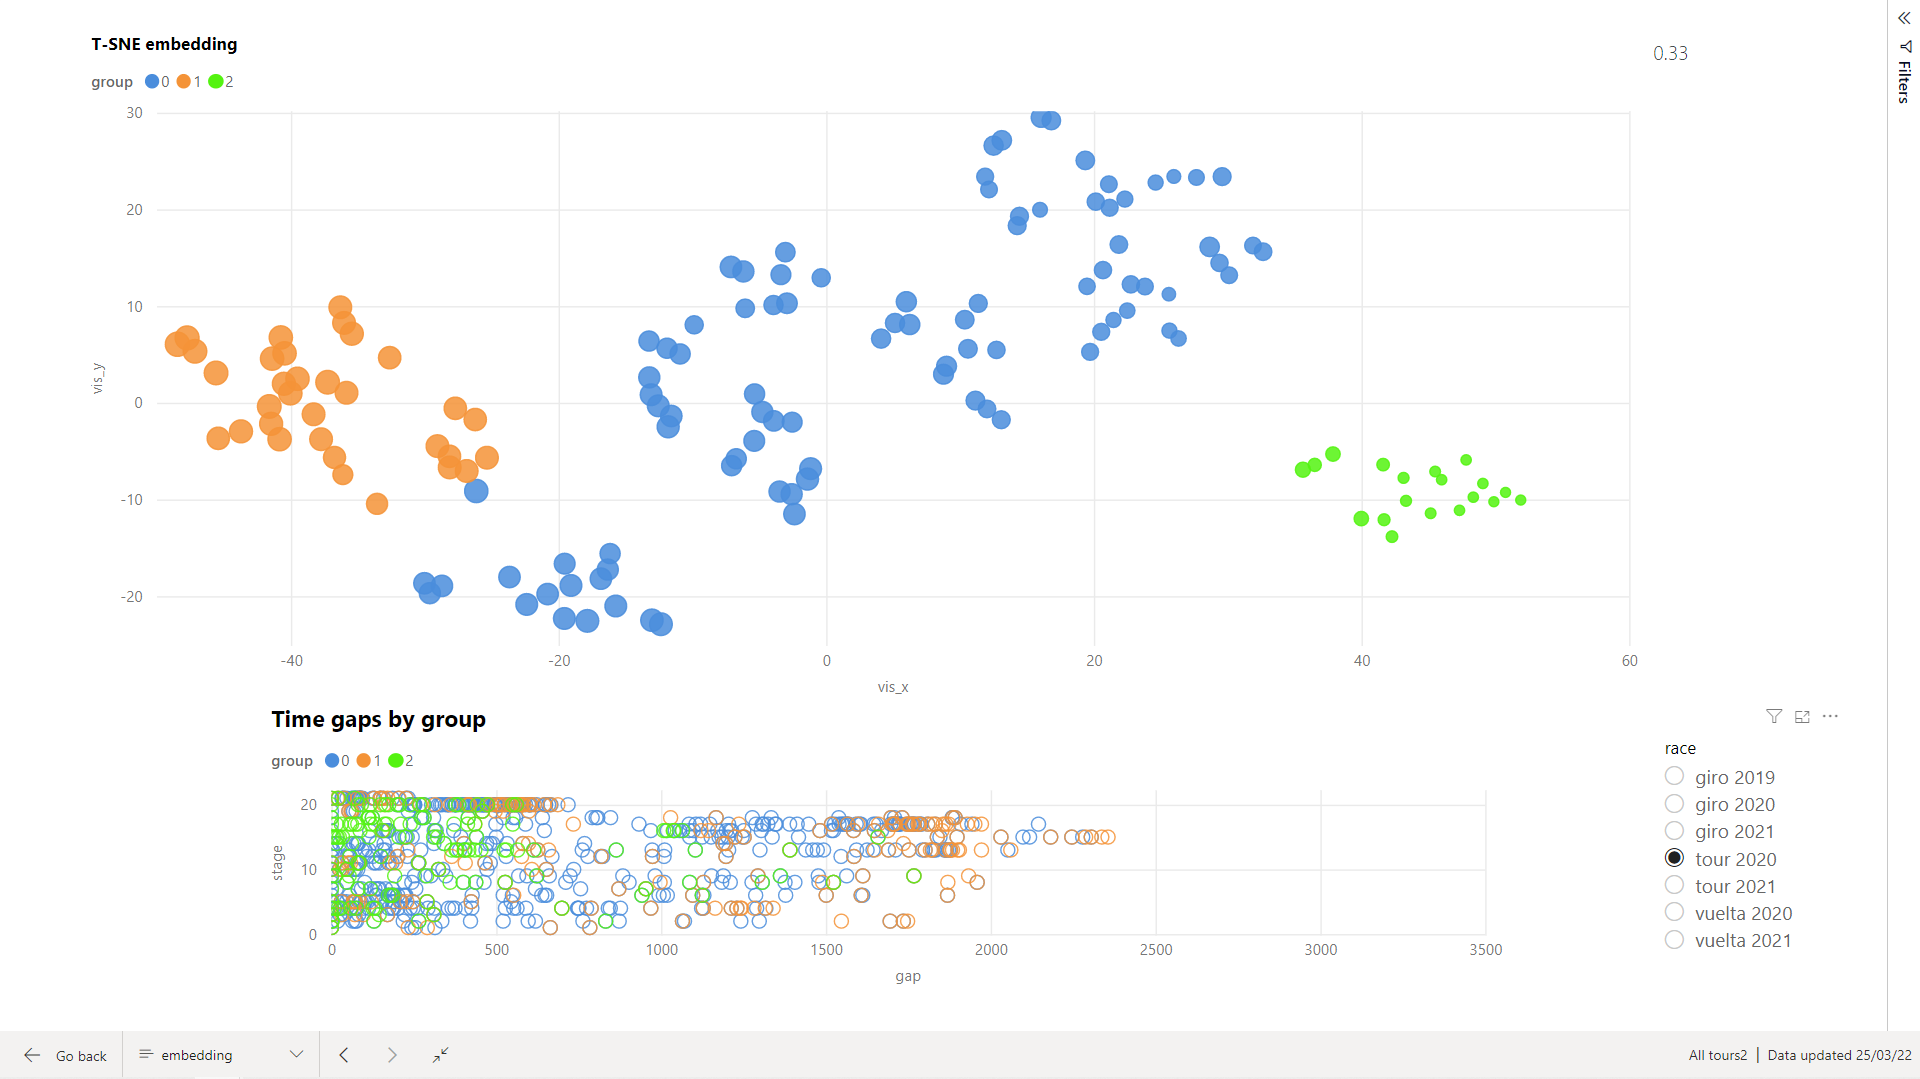 T-SNE embedding
0.33
group 0 1 2
Filters
30
20
10
0
-10
-20
vis_y
-40 -20 0 20 40 60
vis_x
Time gaps by group
group 0 1 2
20
10
0
stage
0 500 1000 1500 2000 2500 3000 3500
gap
race
giro 2019
giro 2020
giro 2021
tour 2020
tour 2021
vuelta 2020
vuelta 2021
Go back embedding All tours2 | Data updated 25/03/22